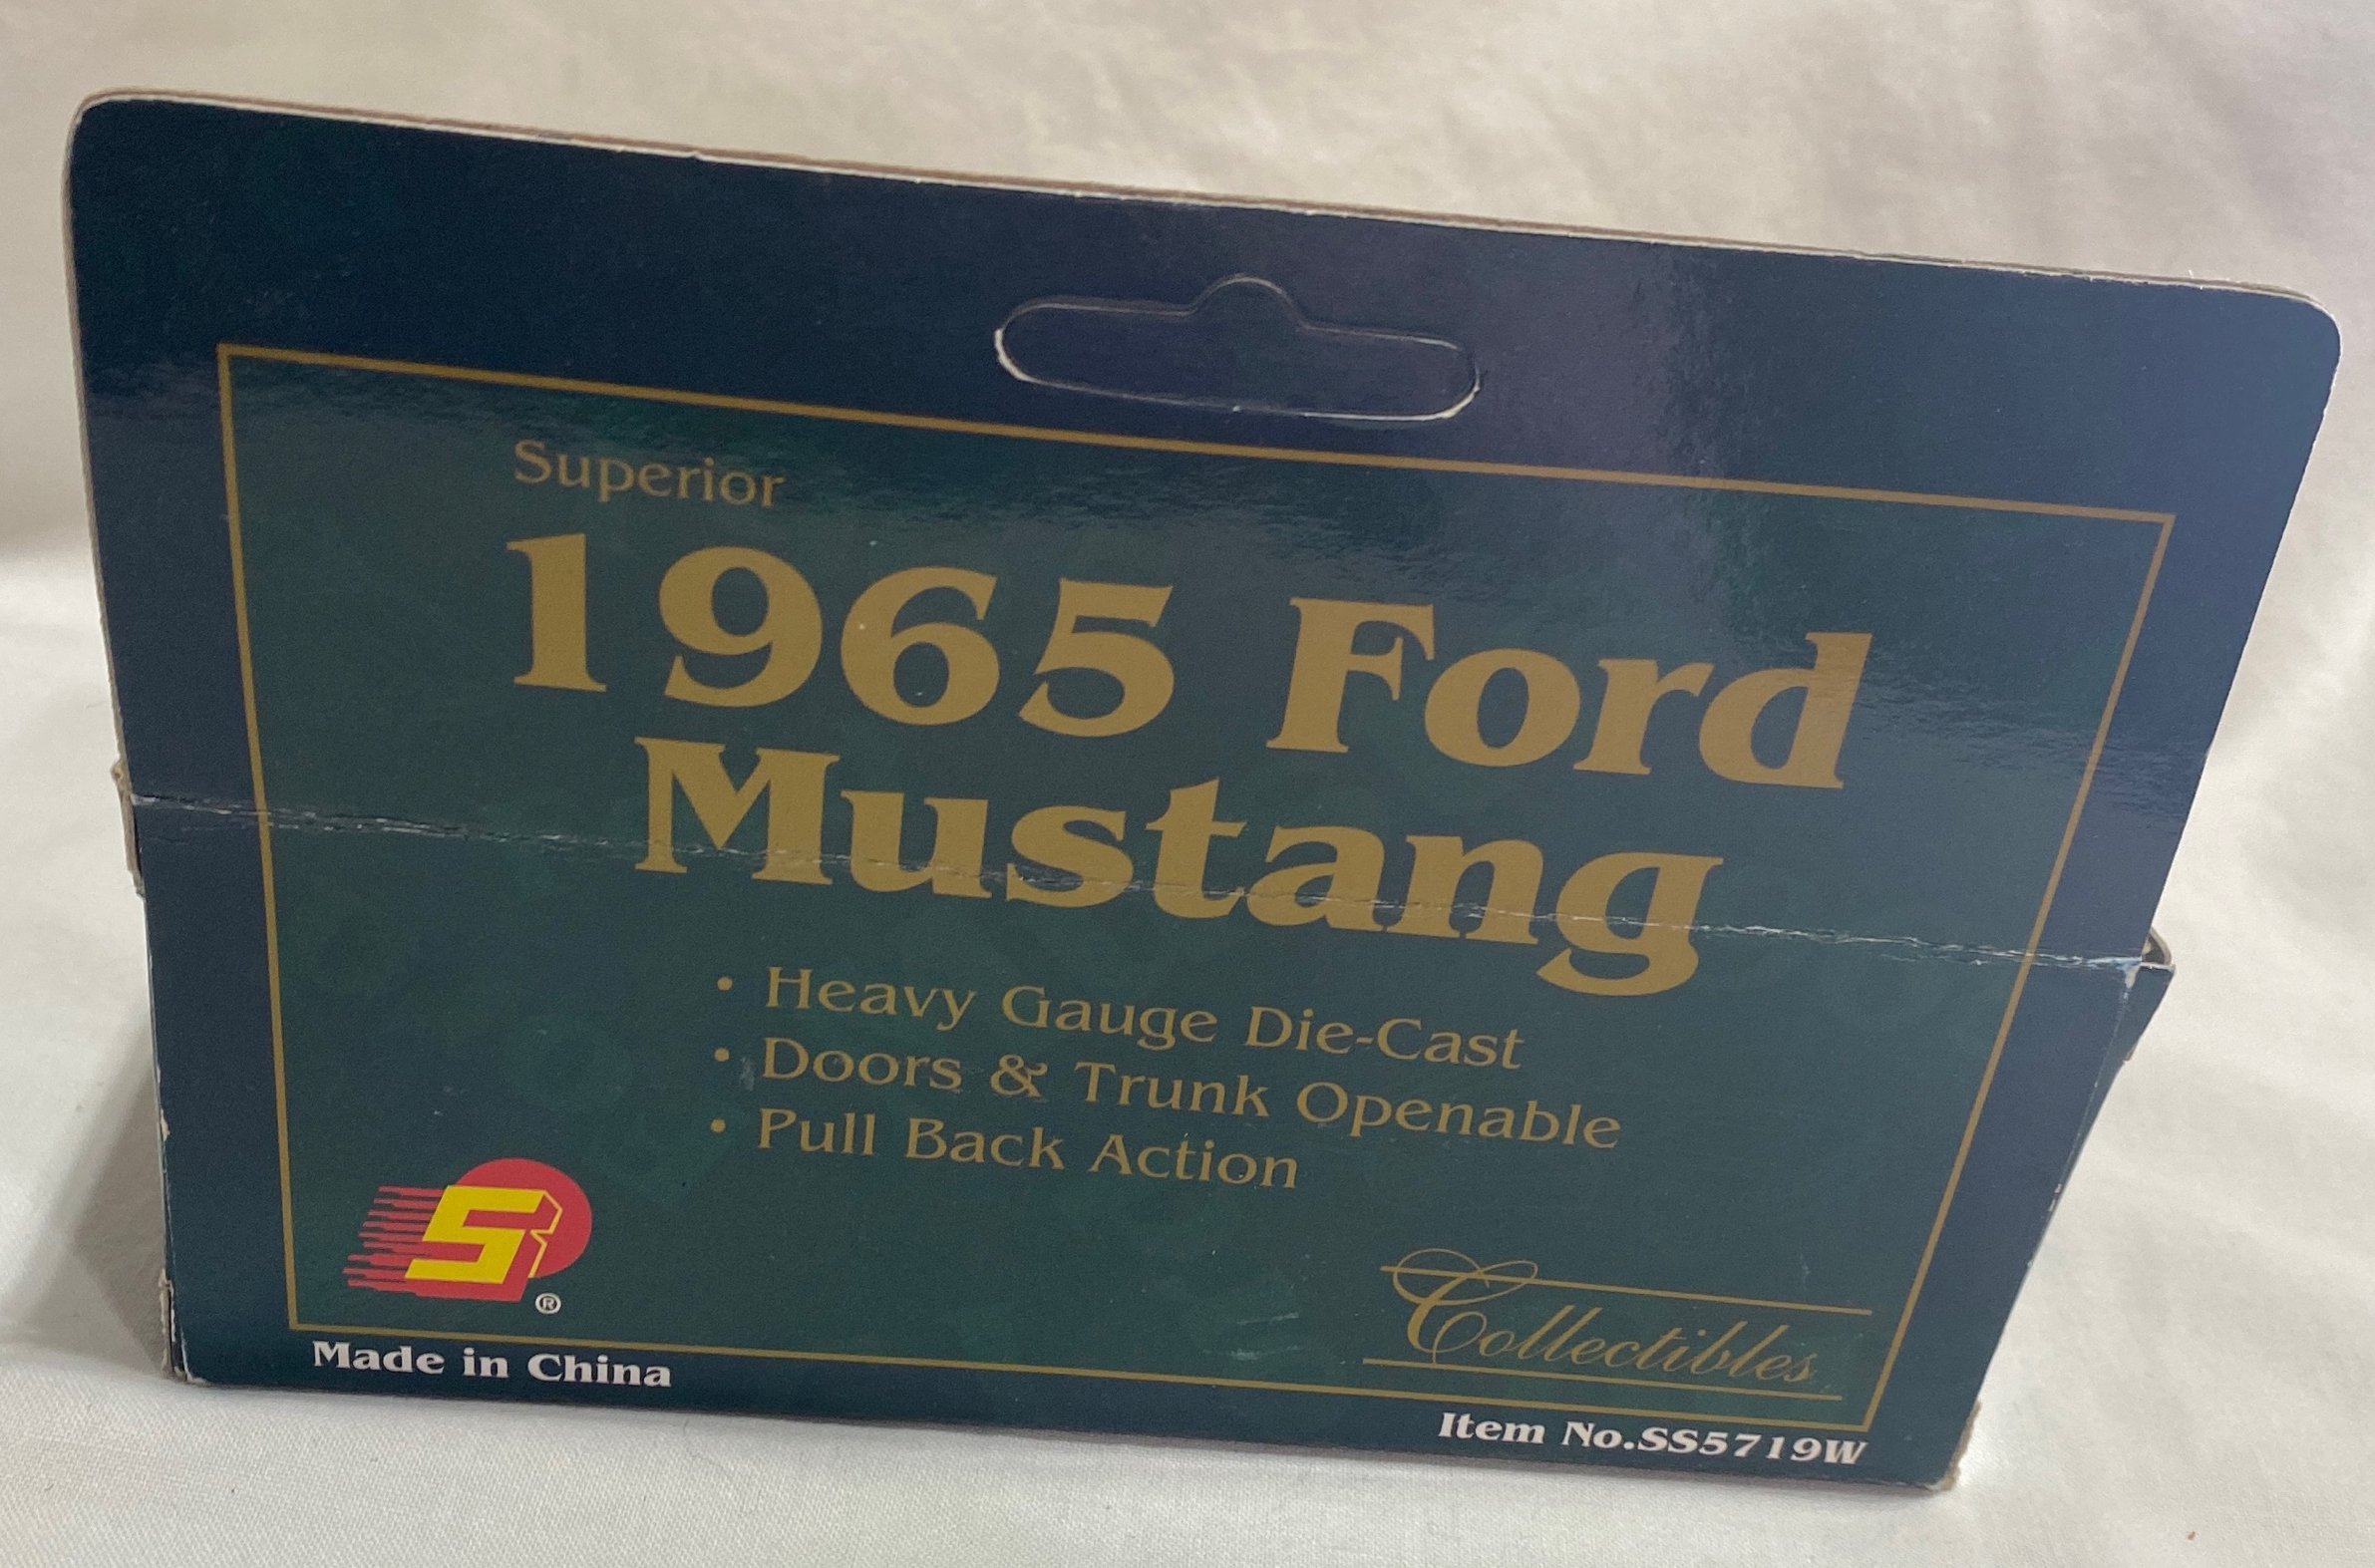 Superior
1965 Ford
Mustang
• Heavy Gauge Die-Cast
• Doors & Trunk Openable
• Pull Back Action
S
®
Collectibles
Made in China
Item No.SS5719W